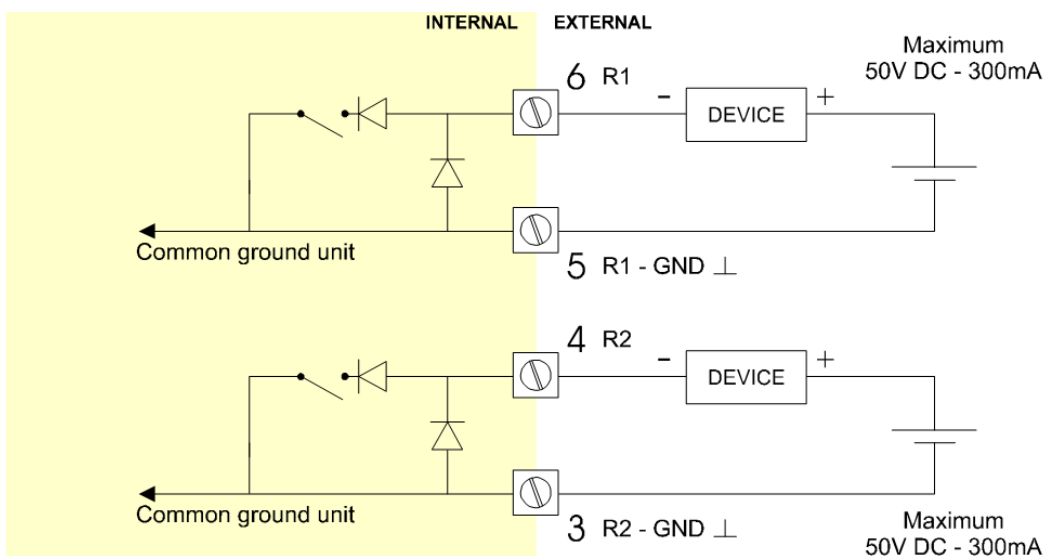 INTERNAL EXTERNAL
Maximum
50V DC - 300mA
6 R1
- DEVICE +
Common ground unit
5 R1 - GND ⊥
4 R2
- DEVICE +
Common ground unit
3 R2 - GND ⊥
Maximum
50V DC - 300mA